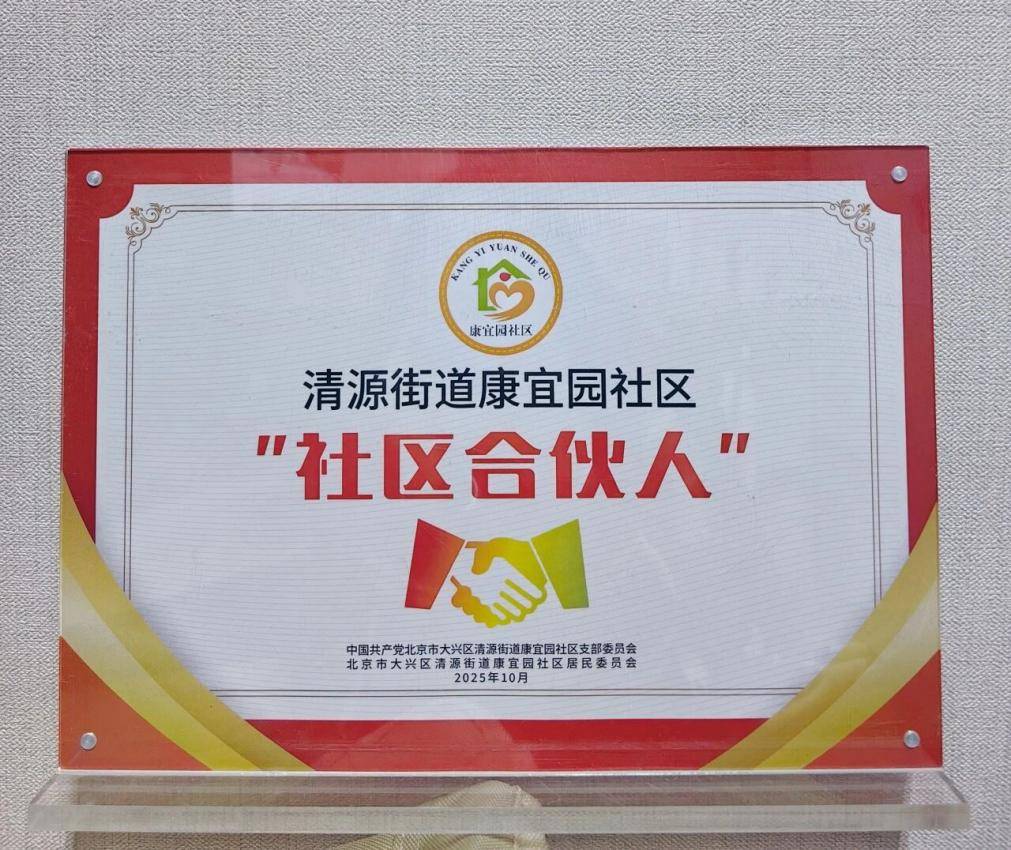 KANG YI YUAN SHE QU
康宜园社区
清源街道康宜园社区
"社区合伙人"
中国共产党北京市大兴区清源街道康宜园社区支部委员会
北京市大兴区清源街道康宜园社区居民委员会
2025年10月